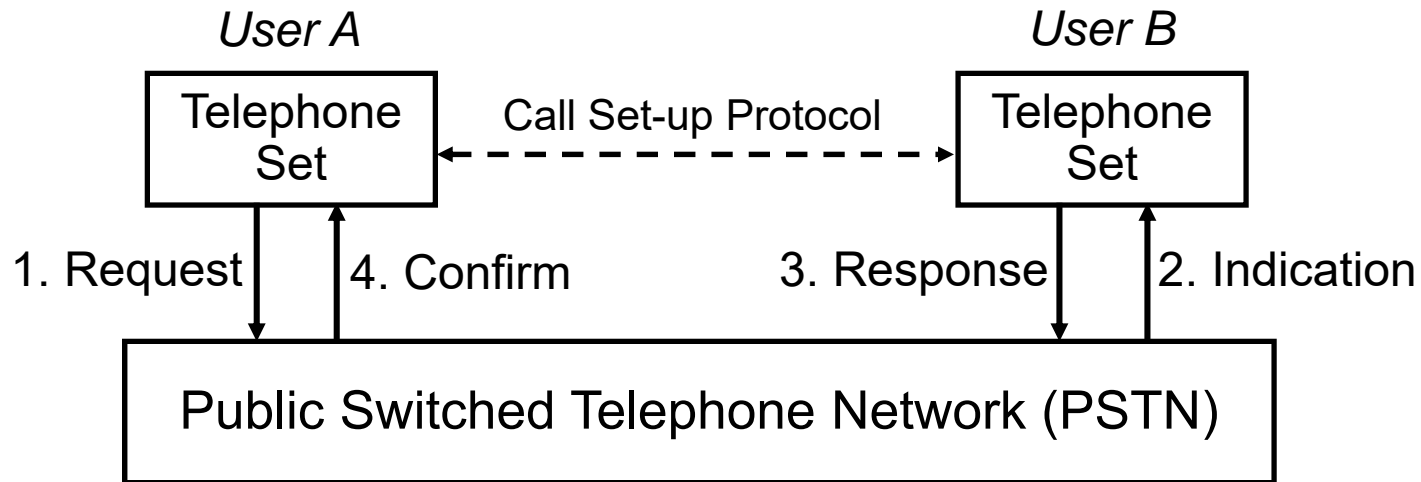 User A
User B
Telephone
Set
Call Set-up Protocol
Telephone
Set
1. Request
4. Confirm
3. Response
2. Indication
Public Switched Telephone Network (PSTN)